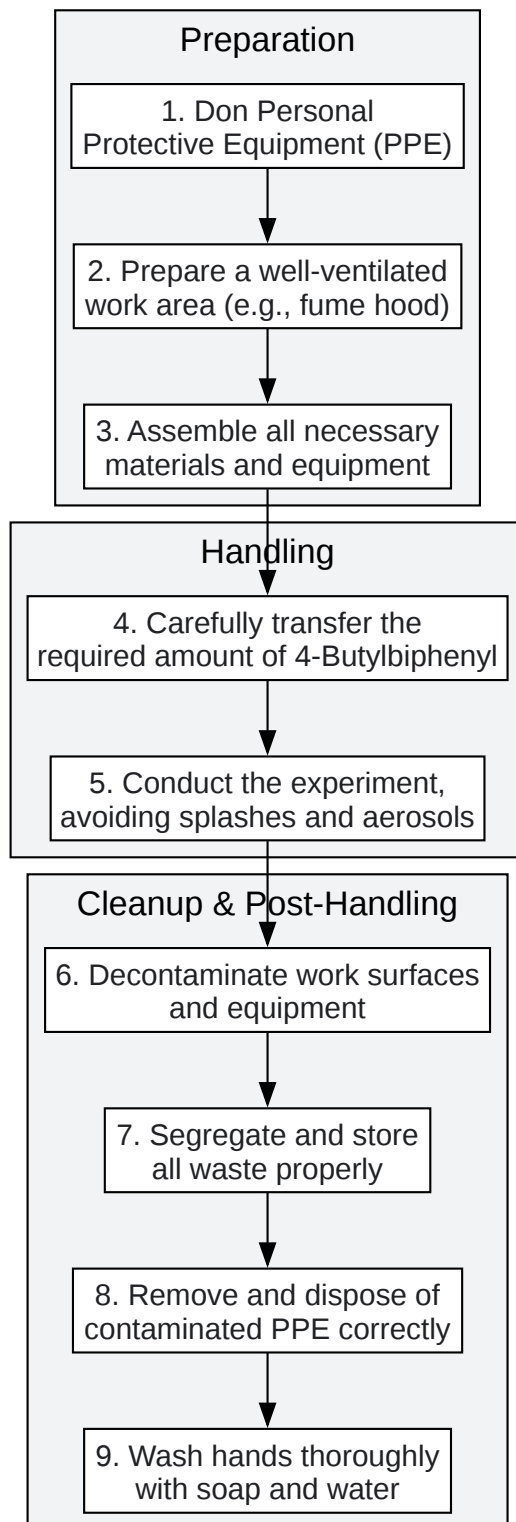 Preparation
1. Don Personal
Protective Equipment (PPE)
2. Prepare a well-ventilated
work area (e.g., fume hood)
3. Assemble all necessary
materials and equipment
Handling
4. Carefully transfer the
required amount of 4-Butylbiphenyl
5. Conduct the experiment,
avoiding splashes and aerosols
Cleanup & Post-Handling
6. Decontaminate work surfaces
and equipment
7. Segregate and store
all waste properly
8. Remove and dispose of
contaminated PPE correctly
9. Wash hands thoroughly
with soap and water